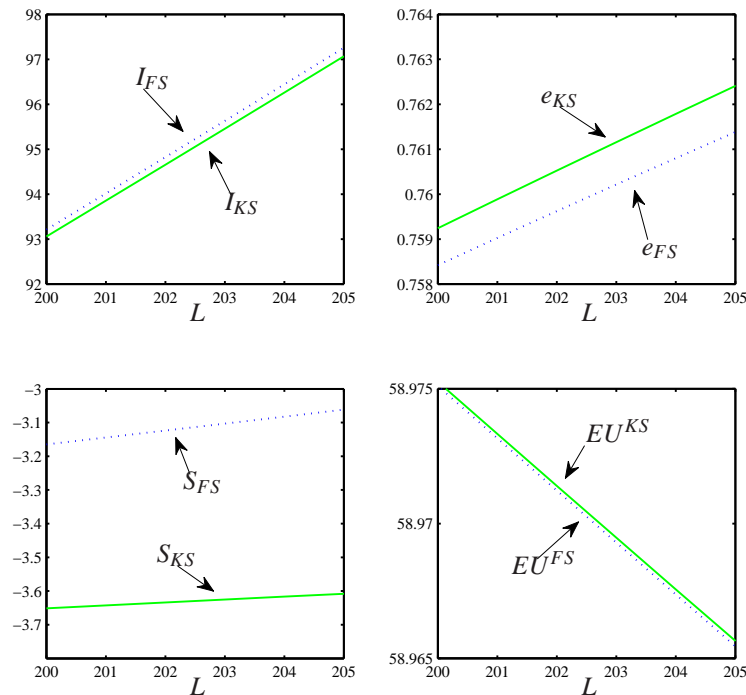 98
97
96
95
94
93
92
200 201 202 203 204 205
L
I_FS
I_KS
0.764
0.763
0.762
0.761
0.76
0.759
0.758
200 201 202 203 204 205
L
e_KS
e_FS
−3
−3.1
−3.2
−3.3
−3.4
−3.5
−3.6
−3.7
200 201 202 203 204 205
L
S_FS
S_KS
58.975
58.97
58.965
200 201 202 203 204 205
L
EU^KS
EU^FS